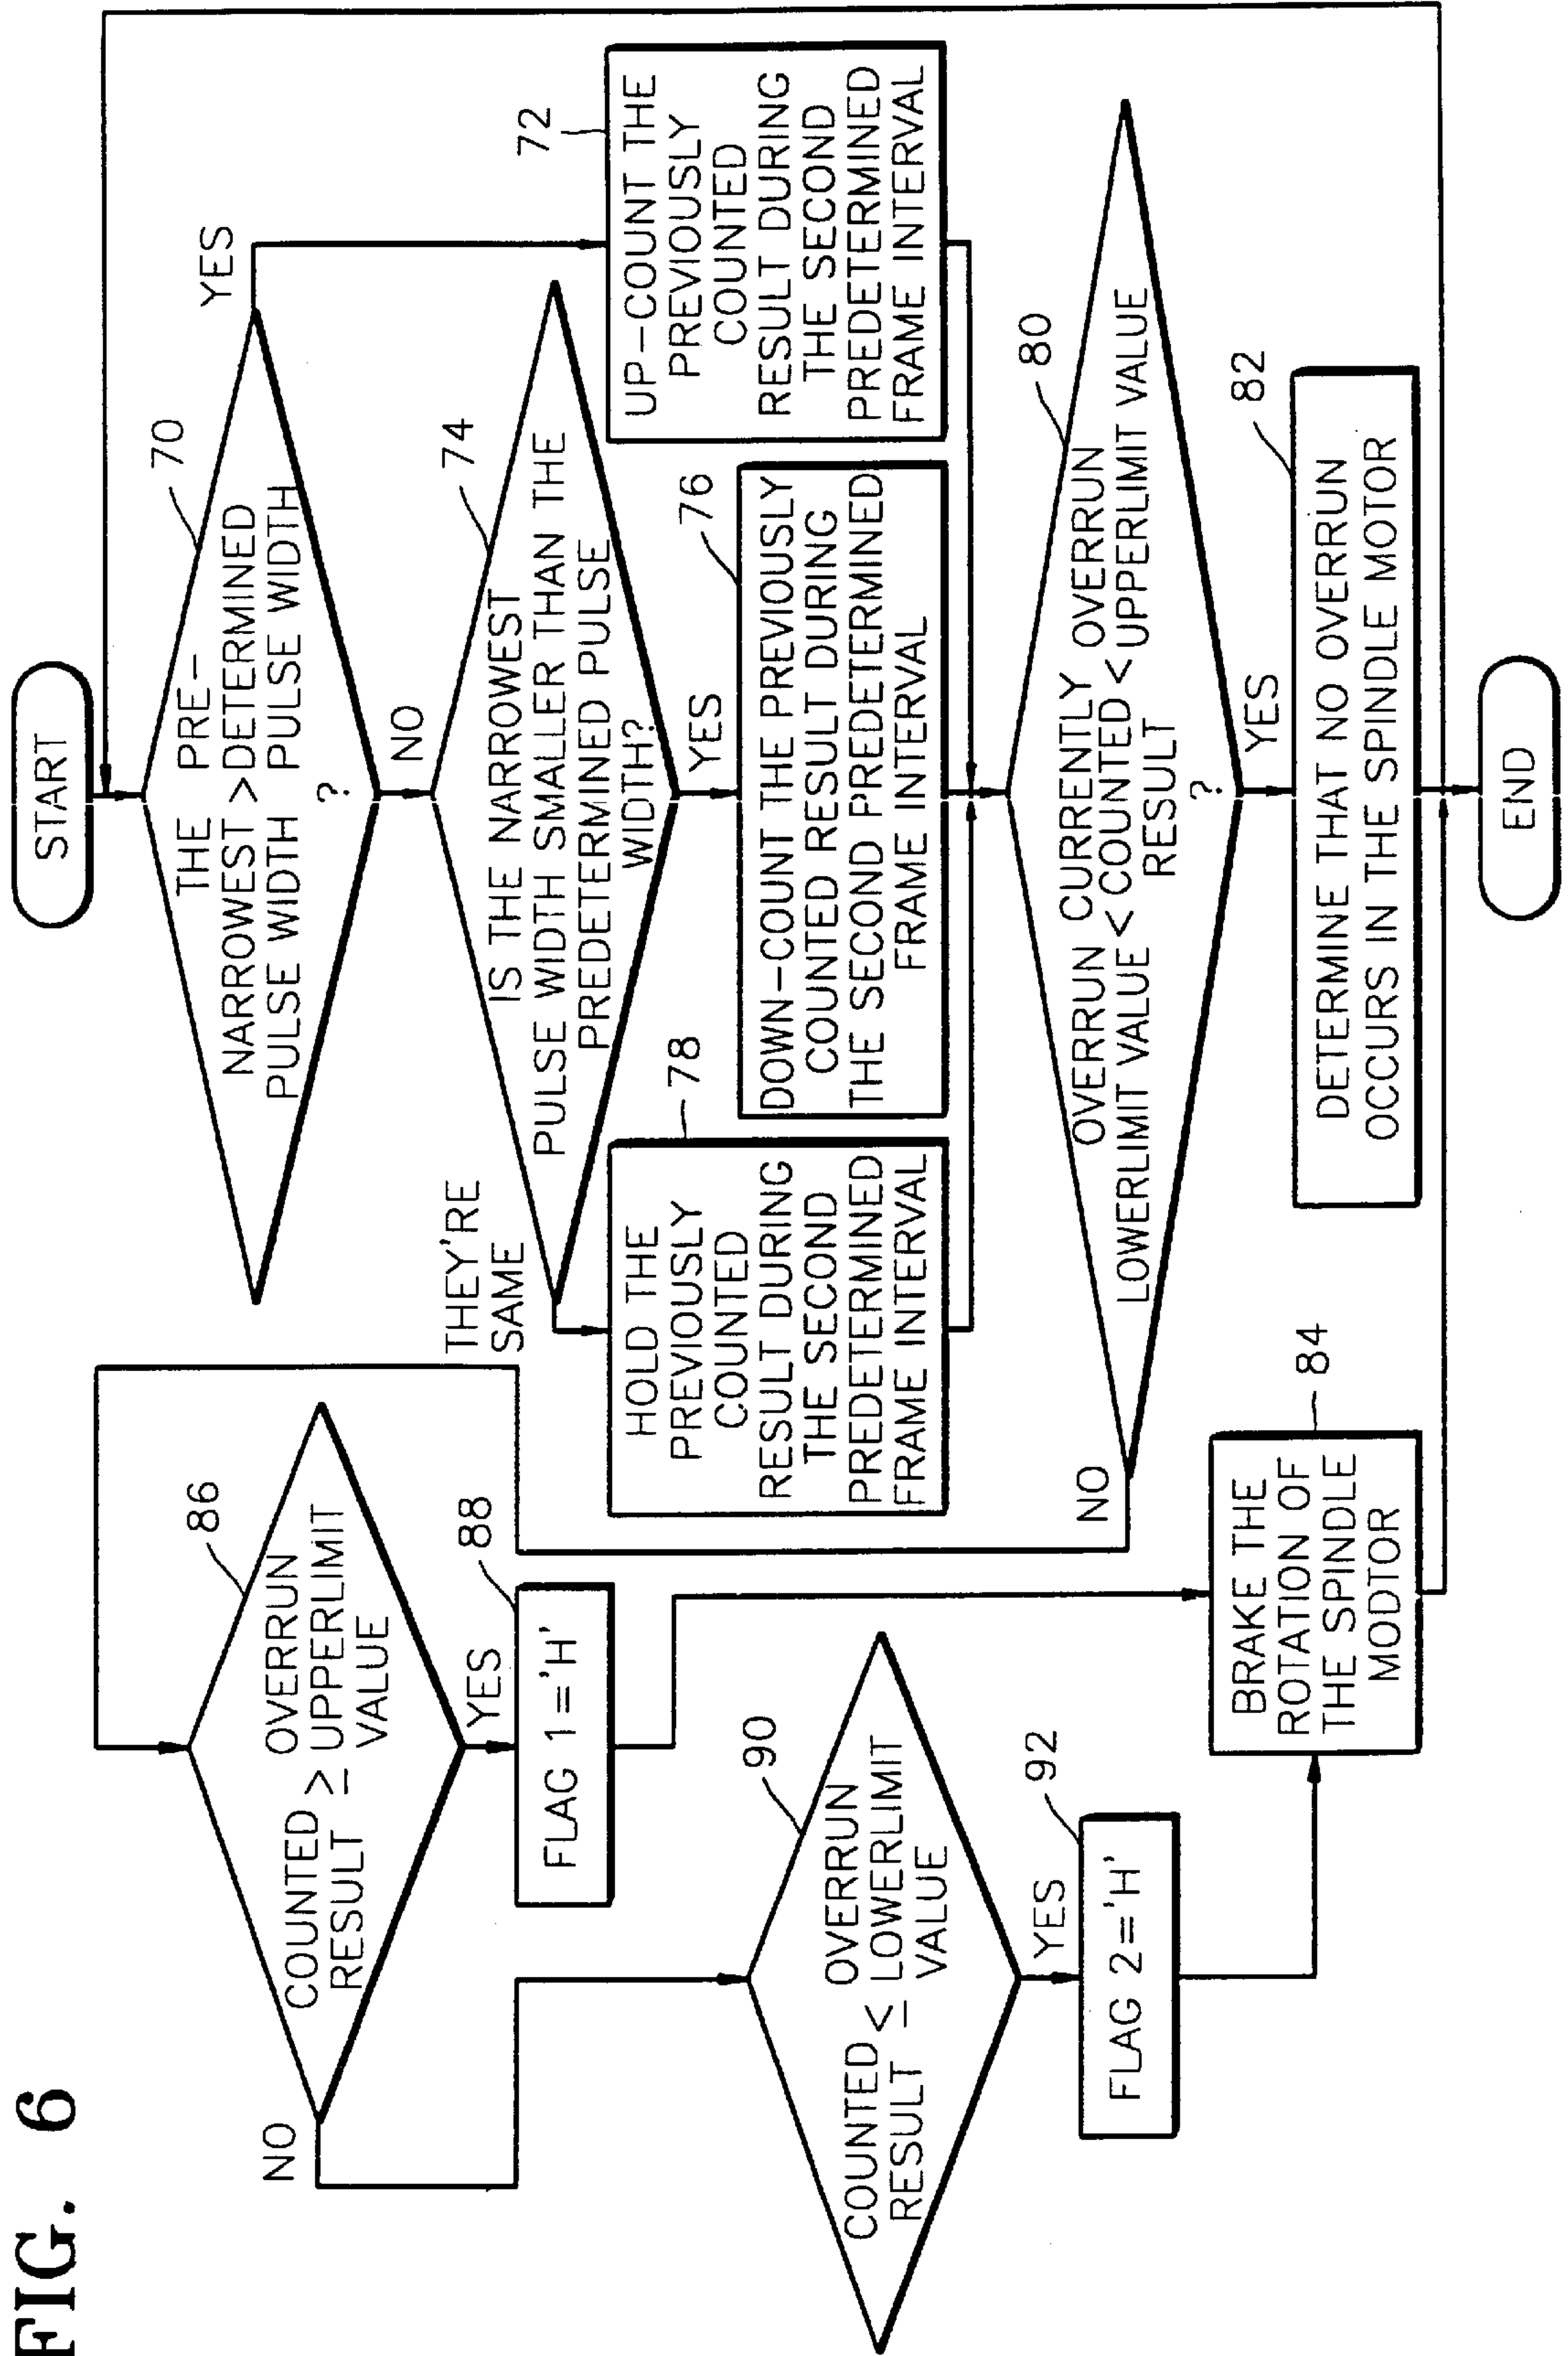 FIG. 6
START
THE PRE-
NARROWEST > DETERMINED
PULSE WIDTH PULSE WIDTH
?
70
YES
NO
IS THE NARROWEST
PULSE WIDTH SMALLER THAN THE
PREDETERMINED PULSE
WIDTH?
74
THEY'RE
SAME
YES
UP-COUNT THE
PREVIOUSLY
COUNTED
RESULT DURING
THE SECOND
PREDETERMINED
FRAME INTERVAL
72
DOWN-COUNT THE PREVIOUSLY
COUNTED RESULT DURING
THE SECOND PREDETERMINED
FRAME INTERVAL
76
HOLD THE
PREVIOUSLY
COUNTED
RESULT DURING
THE SECOND
PREDETERMINED
FRAME INTERVAL
78
OVERRUN CURRENTLY OVERRUN
LOWERLIMIT VALUE < COUNTED < UPPERLIMIT VALUE
RESULT
?
80
NO
YES
DETERMINE THAT NO OVERRUN
OCCURS IN THE SPINDLE MOTOR
82
COUNTED ≥ OVERRUN
RESULT UPPERLIMIT
VALUE
86
YES
NO
FLAG 1='H'
88
COUNTED ≤ OVERRUN
RESULT LOWERLIMIT
VALUE
90
YES
FLAG 2='H'
92
BRAKE THE
ROTATION OF
THE SPINDLE
MODTOR
84
END